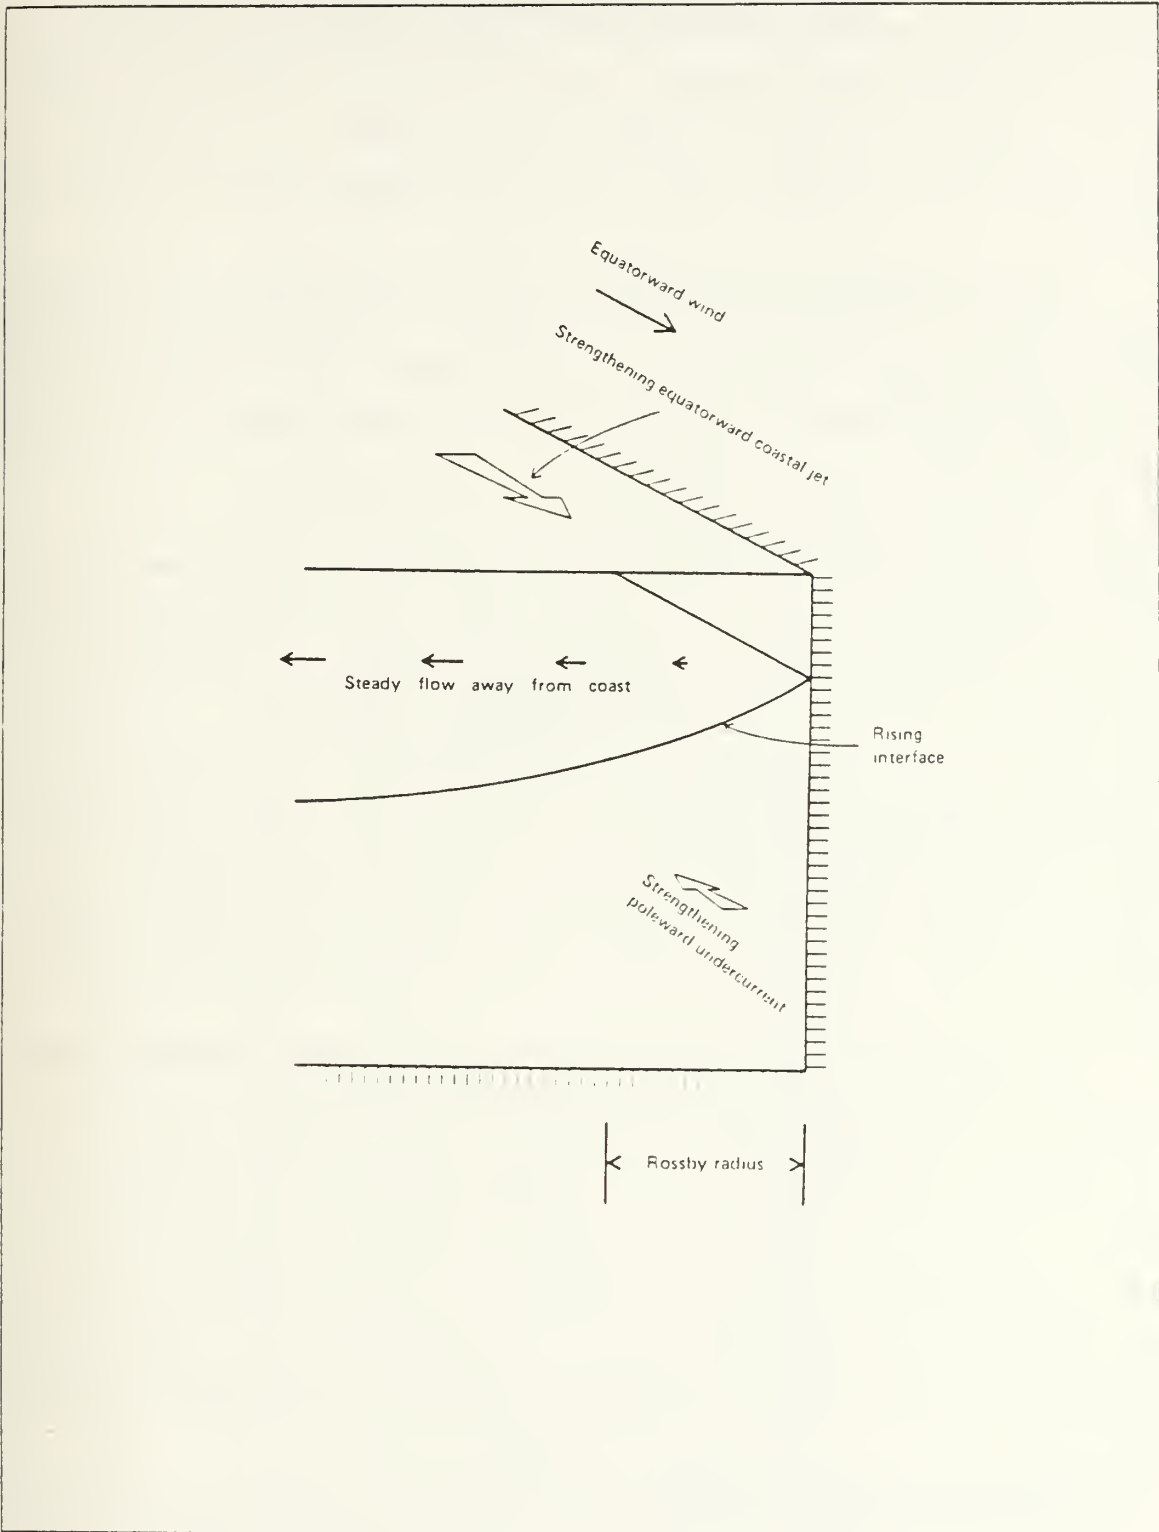 Equatorward wind
Strengthening equatorward coastal jet
Steady flow away from coast
Rising
interface
Strengthening
poleward undercurrent
Rossby radius